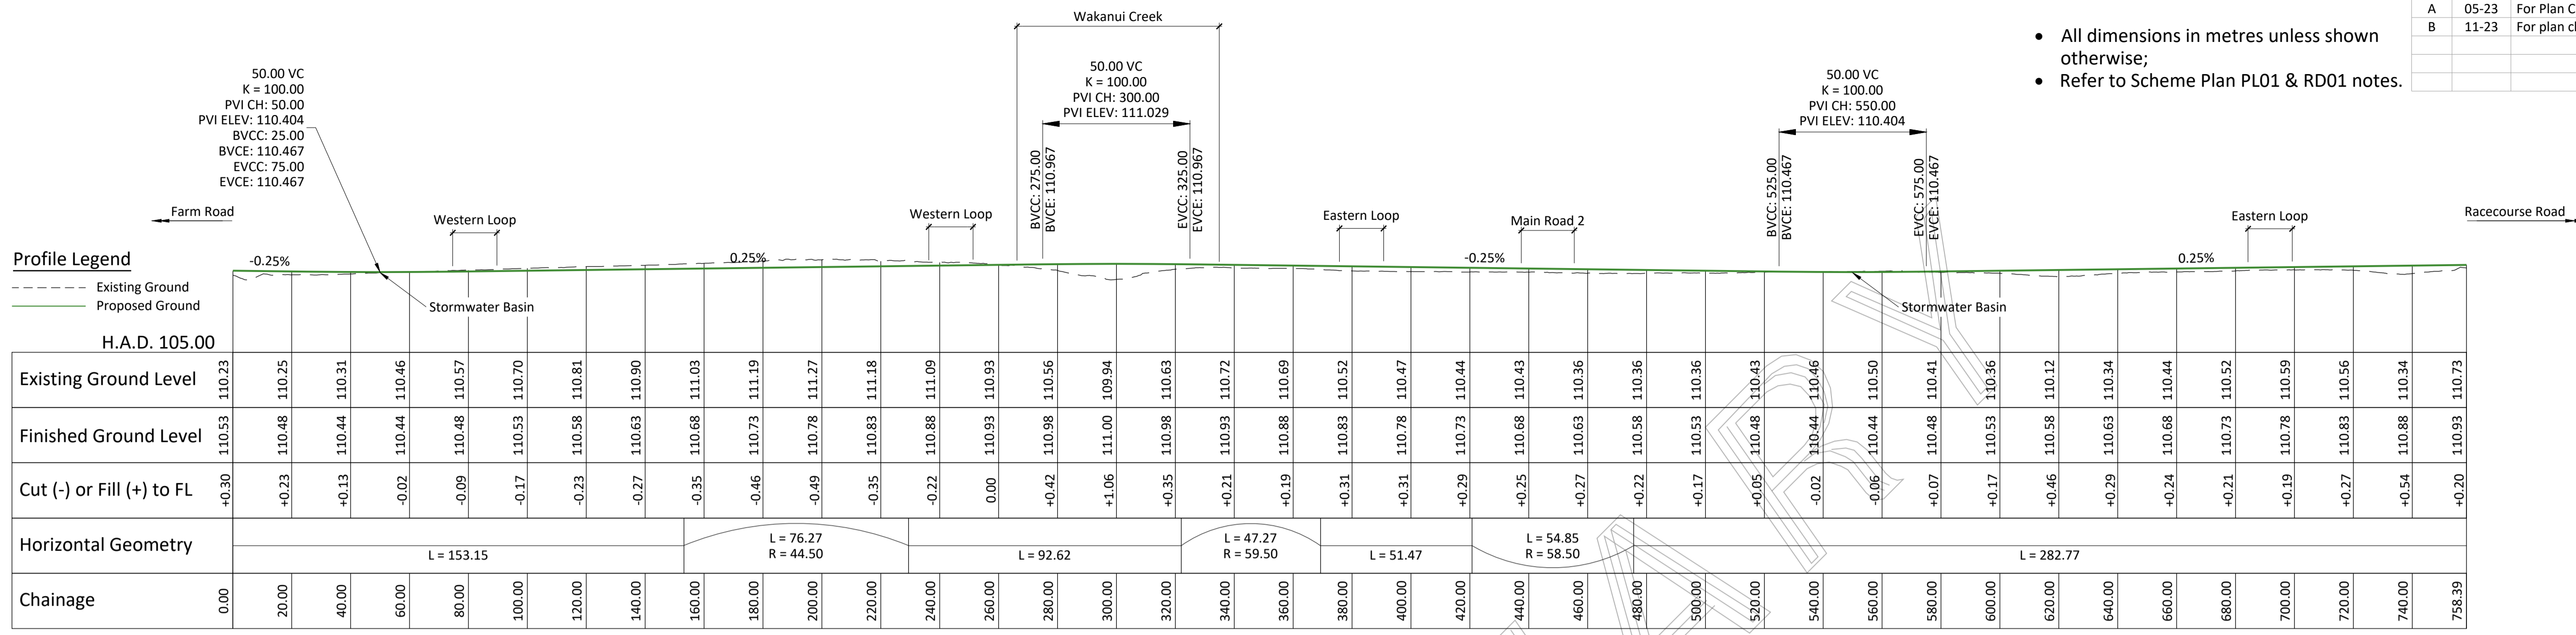 Wakanui Creek
A 05-23 For Plan C
B 11-23 For plan cl
• All dimensions in metres unless shown
otherwise;
• Refer to Scheme Plan PL01 & RD01 notes.
50.00 VC
K = 100.00
PVI CH: 50.00
PVI ELEV: 110.404
BVCC: 25.00
BVCE: 110.467
EVCC: 75.00
EVCE: 110.467
50.00 VC
K = 100.00
PVI CH: 300.00
PVI ELEV: 111.029
BVCC: 275.00
BVCE: 110.967
EVCC: 325.00
EVCE: 110.967
50.00 VC
K = 100.00
PVI CH: 550.00
PVI ELEV: 110.404
BVCC: 525.00
BVCE: 110.467
EVCC: 575.00
EVCE: 110.467
Farm Road
Western Loop
Western Loop
Eastern Loop
Main Road 2
Eastern Loop
Racecourse Road
-0.25%
0.25%
-0.25%
0.25%
Profile Legend
Existing Ground
Proposed Ground
Stormwater Basin
Stormwater Basin
H.A.D. 105.00
Existing Ground Level 110.23 110.25 110.31 110.46 110.57 110.70 110.81 110.90 111.03 111.19 111.27 111.18 111.09 110.93 110.56 109.94 110.63 110.72 110.69 110.52 110.47 110.44 110.43 110.36 110.36 110.36 110.43 110.46 110.50 110.41 110.36 110.12 110.34 110.44 110.52 110.59 110.56 110.34 110.73
Finished Ground Level 110.53 110.48 110.44 110.44 110.48 110.53 110.58 110.63 110.68 110.73 110.78 110.83 110.88 110.93 110.98 111.00 110.98 110.93 110.88 110.83 110.78 110.73 110.68 110.63 110.58 110.53 110.48 110.44 110.44 110.48 110.53 110.58 110.63 110.68 110.73 110.78 110.83 110.88 110.93
Cut (-) or Fill (+) to FL +0.30 +0.23 +0.13 -0.02 -0.09 -0.17 -0.23 -0.27 -0.35 -0.46 -0.49 -0.35 -0.22 0.00 +0.42 +1.06 +0.35 +0.21 +0.19 +0.31 +0.31 +0.29 +0.25 +0.27 +0.22 +0.17 +0.05 -0.02 -0.06 +0.07 +0.17 +0.46 +0.29 +0.24 +0.21 +0.19 +0.27 +0.54 +0.20
Horizontal Geometry
L = 153.15
L = 76.27
R = 44.50
L = 92.62
L = 47.27
R = 59.50
L = 51.47
L = 54.85
R = 58.50
L = 282.77
Chainage 0.00 20.00 40.00 60.00 80.00 100.00 120.00 140.00 160.00 180.00 200.00 220.00 240.00 260.00 280.00 300.00 320.00 340.00 360.00 380.00 400.00 420.00 440.00 460.00 480.00 500.00 520.00 540.00 560.00 580.00 600.00 620.00 640.00 660.00 680.00 700.00 720.00 740.00 758.39
ARY